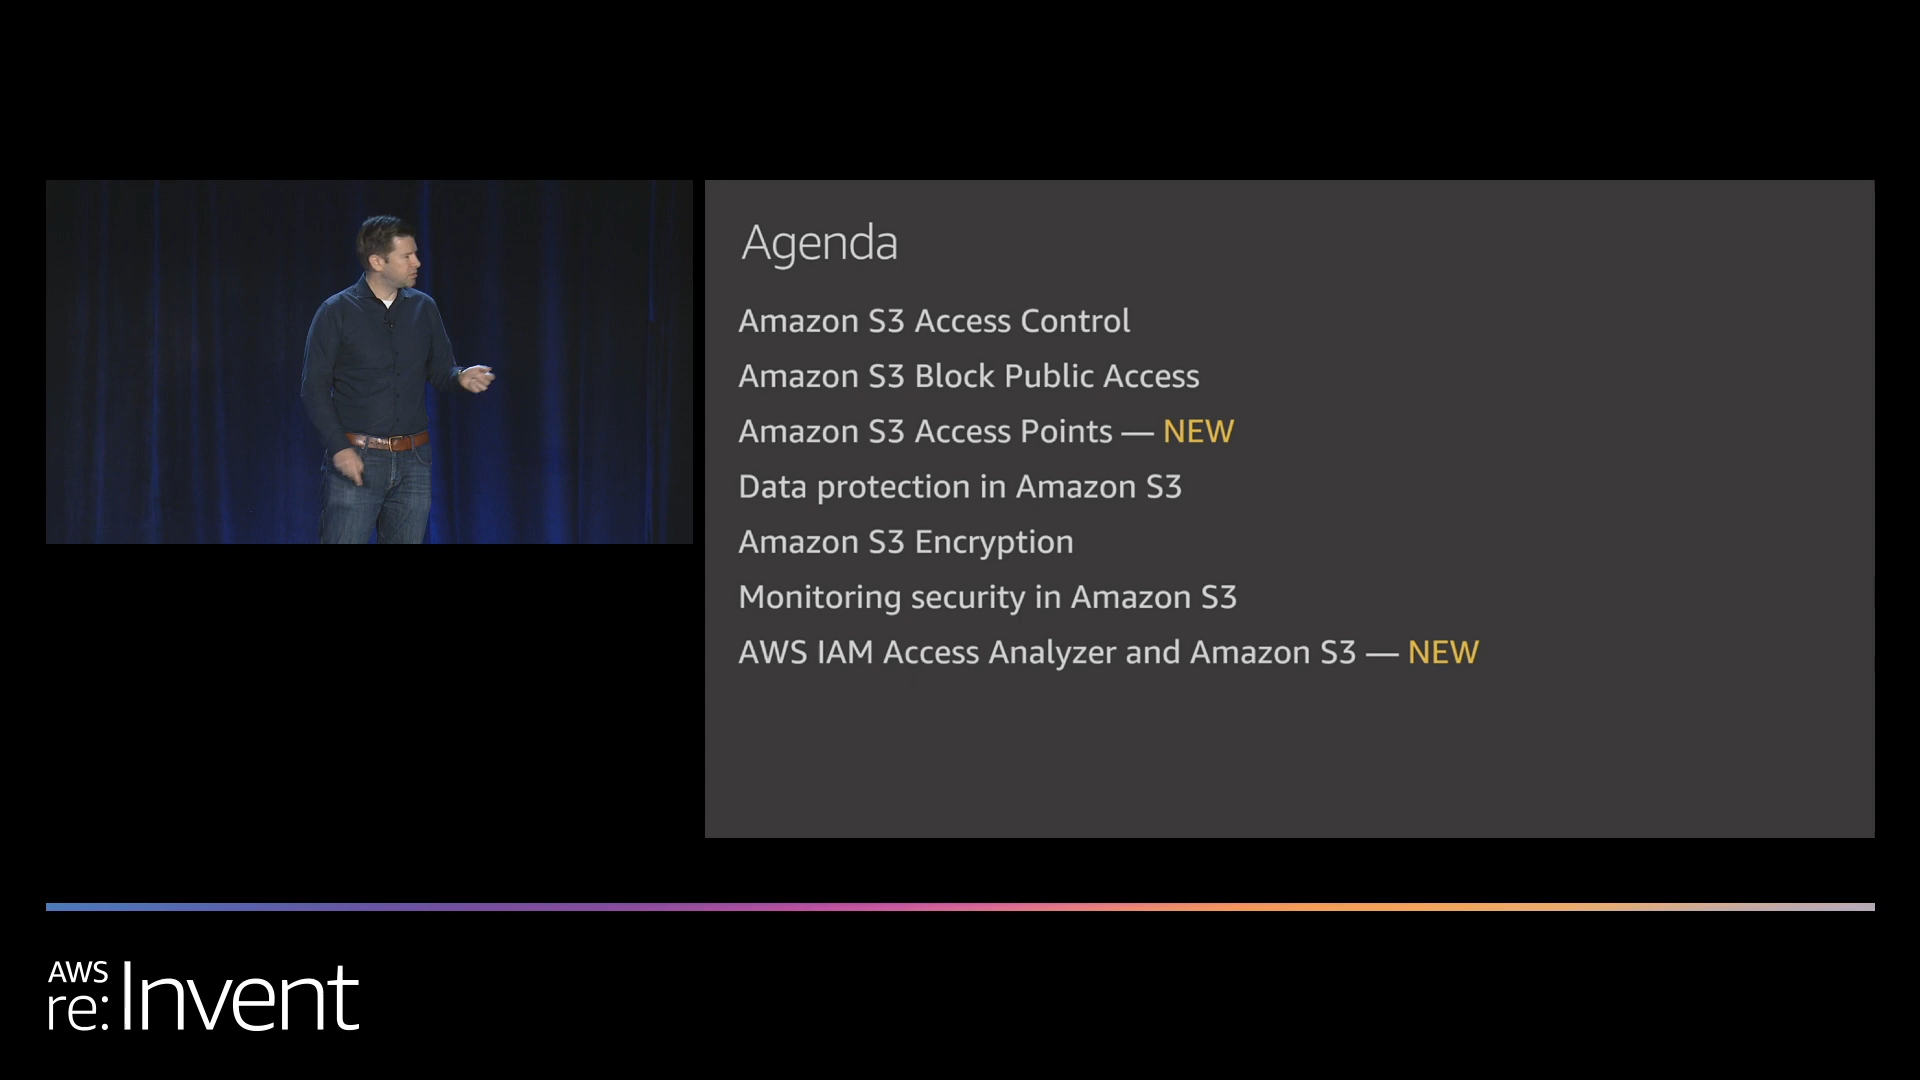 Agenda
Amazon S3 Access Control
Amazon S3 Block Public Access
Amazon S3 Access Points — NEW
Data protection in Amazon S3
Amazon S3 Encryption
Monitoring security in Amazon S3
AWS IAM Access Analyzer and Amazon S3 — NEW
AWS
re:Invent